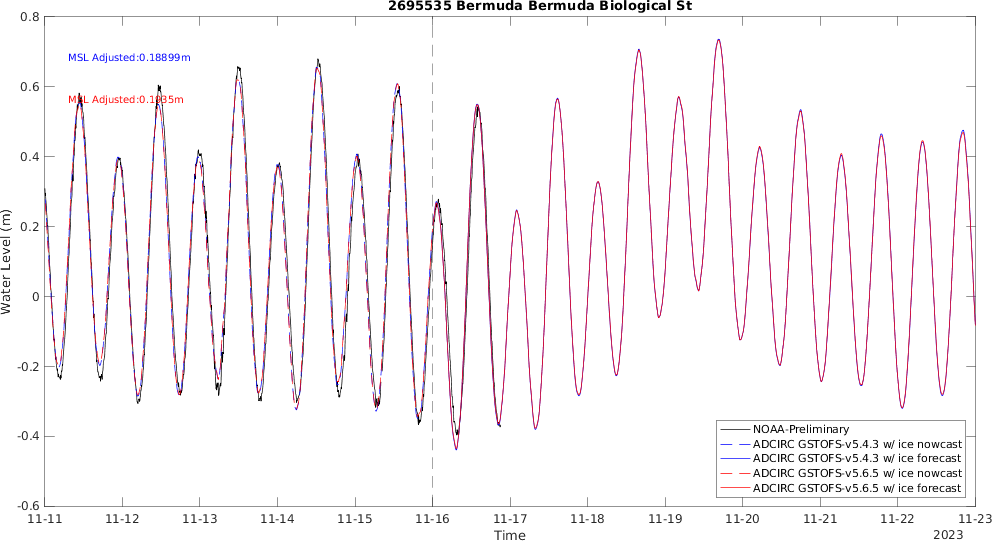 2695535 Bermuda Bermuda Biological St
MSL Adjusted:0.18899m
Adjusted:0.1935m
Water Level (m)
0.8
0.6
0.4
0.2
0
-0.2
-0.4
-0.6
NOAA-Preliminary
ADCIRC GSTOFS-v5.4.3 w/ ice nowcast
ADCIRC GSTOFS-v5.4.3 w/ ice forecast
ADCIRC GSTOFS-v5.6.5 w/ ice nowcast
ADCIRC GSTOFS-v5.6.5 w/ ice forecast
11-11 11-12 11-13 11-14 11-15 11-16 11-17 11-18 11-19 11-20 11-21 11-22 11-23
Time
2023